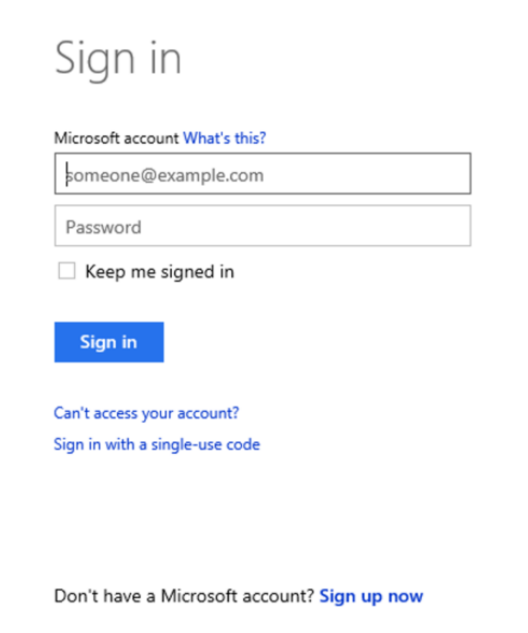 Sign in
Microsoft account What's this?
someone@example.com
Password
Keep me signed in
Sign in
Can't access your account?
Sign in with a single-use code
Don't have a Microsoft account? Sign up now